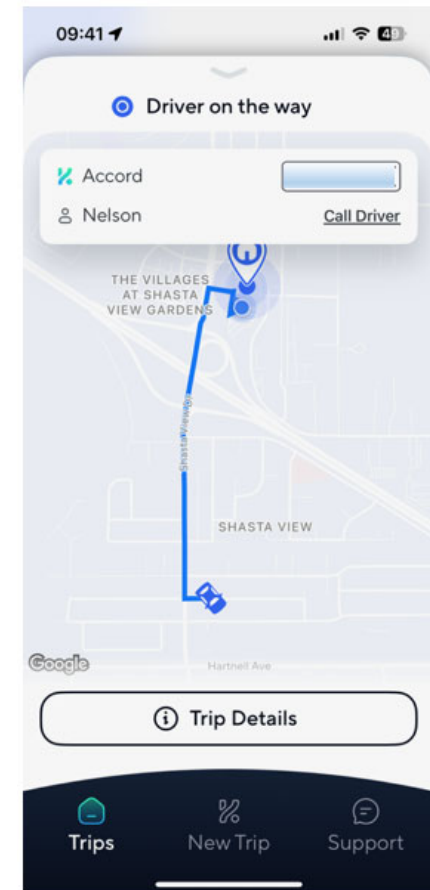 09:41
49
Driver on the way
Accord
Nelson
Call Driver
THE VILLAGES
AT SHASTA
VIEW GARDENS
Shasta View Dr
SHASTA VIEW
Google
Hartnell Ave
Trip Details
Trips
New Trip
Support